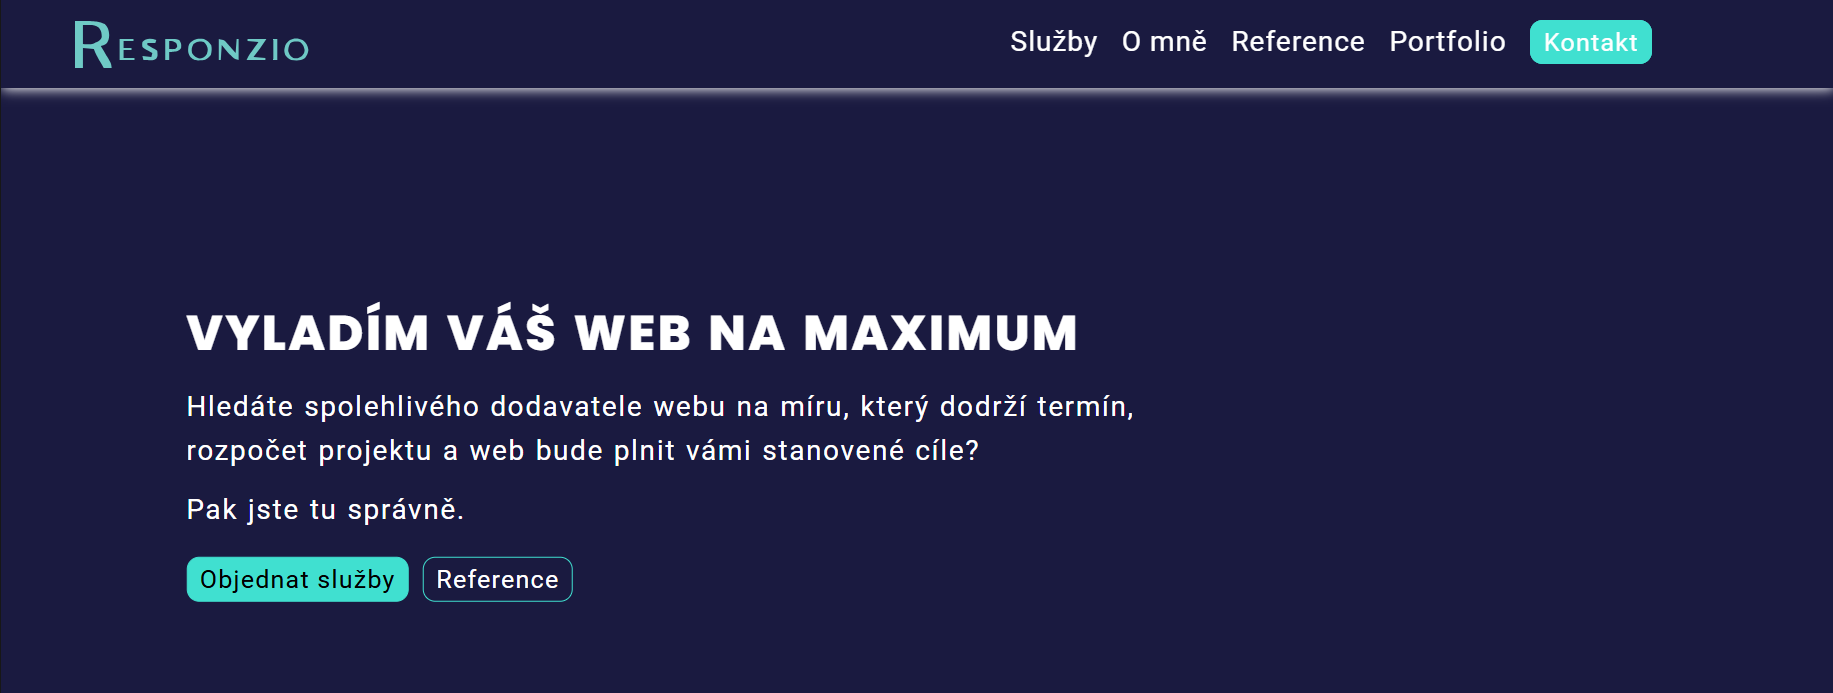 RESPONZIO
Služby O mně Reference Portfolio Kontakt
VYLADÍM VÁŠ WEB NA MAXIMUM
Hledáte spolehlivého dodavatele webu na míru, který dodrží termín,
rozpočet projektu a web bude plnit vámi stanovené cíle?
Pak jste tu správně.
Objednat služby Reference